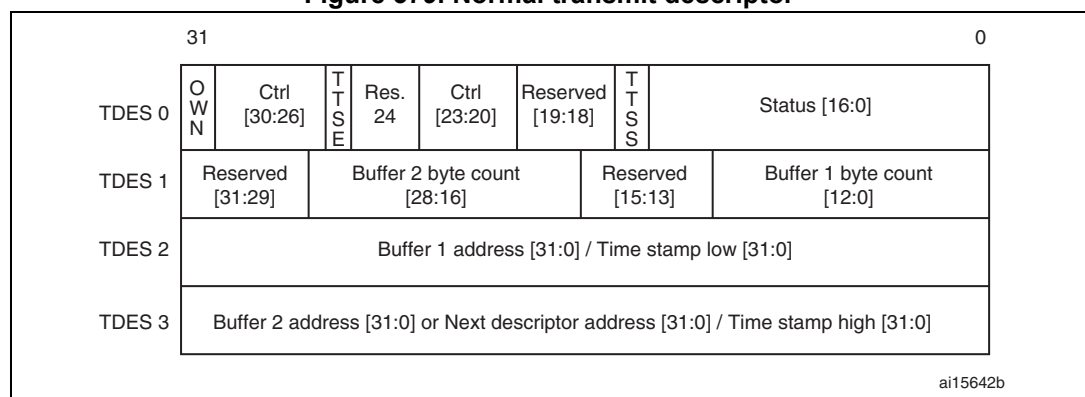 Figure 370. Normal transmit descriptor
31 0
TDES 0 OWN Ctrl [30:26] TTSE Res. 24 Ctrl [23:20] Reserved [19:18] TTSS Status [16:0]
TDES 1 Reserved [31:29] Buffer 2 byte count [28:16] Reserved [15:13] Buffer 1 byte count [12:0]
TDES 2 Buffer 1 address [31:0] / Time stamp low [31:0]
TDES 3 Buffer 2 address [31:0] or Next descriptor address [31:0] / Time stamp high [31:0]
ai15642b